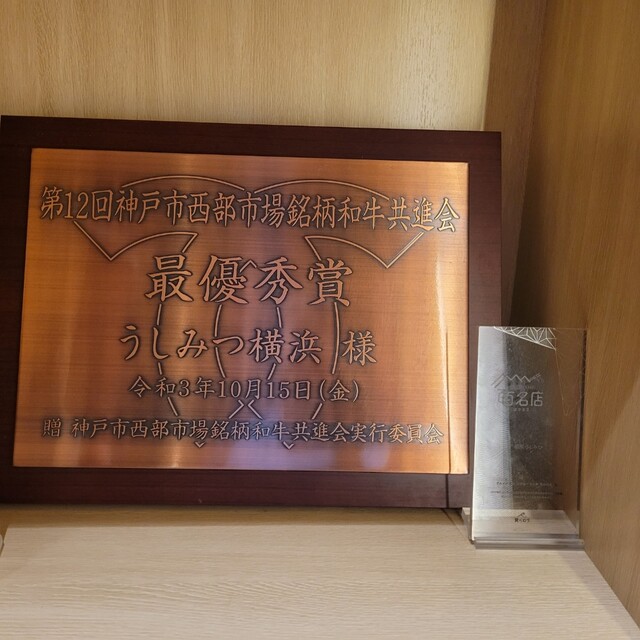 第12回神戸市西部市場銘柄和牛共進会
最優秀賞
うしみつ横浜 様
令和3年10月15日(金)
贈 神戸市西部市場銘柄和牛共進会実行委員会
百名店